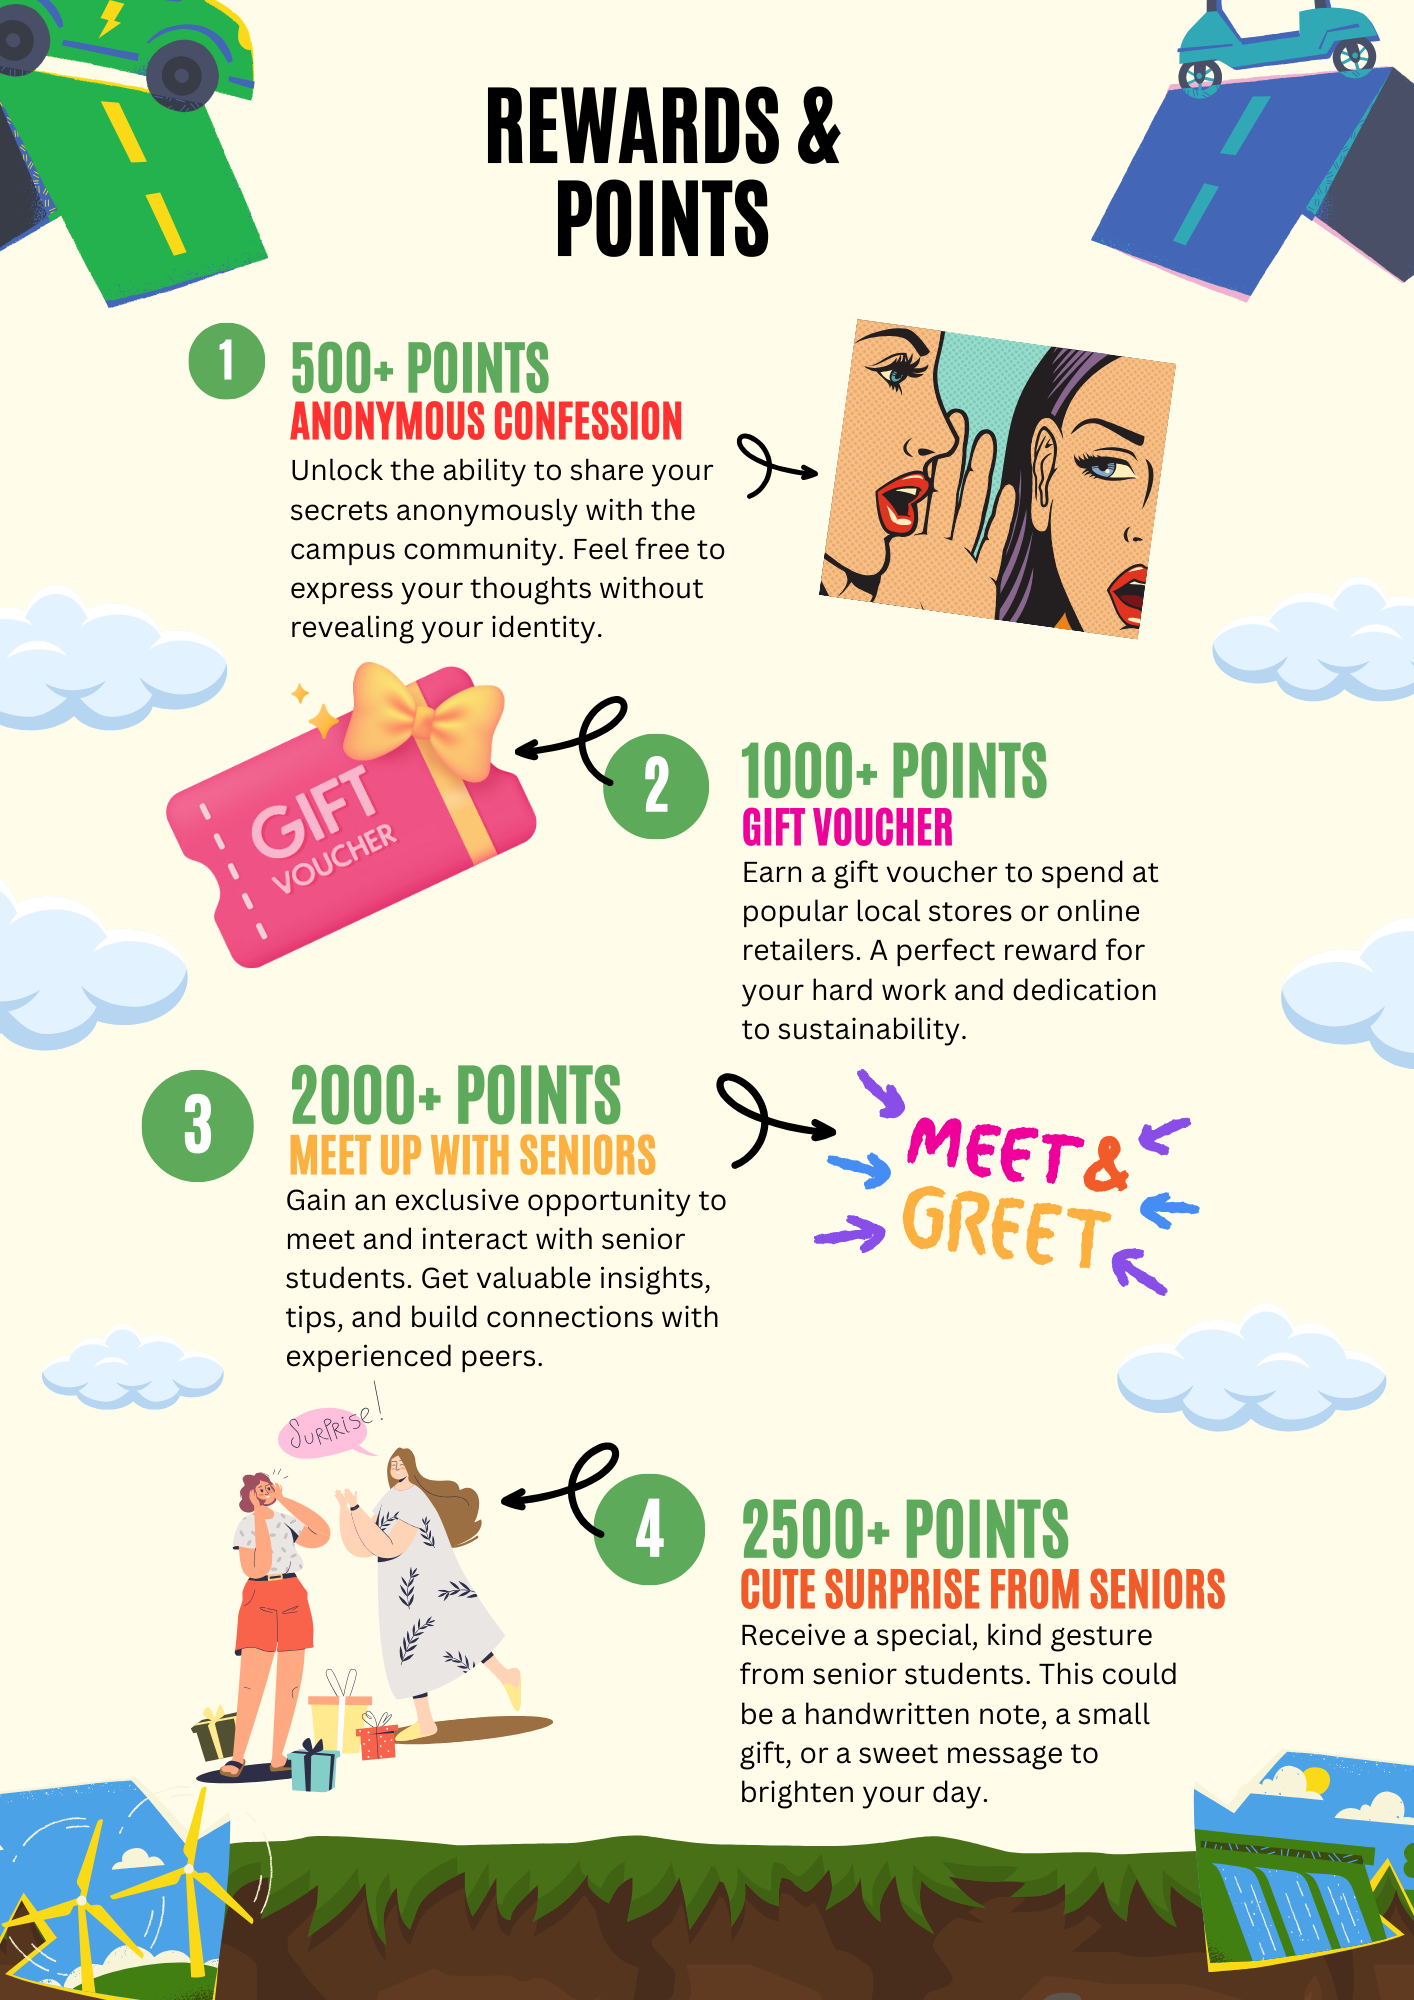 REWARDS &
POINTS
1
500+ POINTS
ANONYMOUS CONFESSION
Unlock the ability to share your
secrets anonymously with the
campus community. Feel free to
express your thoughts without
revealing your identity.
GIFT
VOUCHER
2
1000+ POINTS
GIFT VOUCHER
Earn a gift voucher to spend at
popular local stores or online
retailers. A perfect reward for
your hard work and dedication
to sustainability.
3
2000+ POINTS
MEET UP WITH SENIORS
Gain an exclusive opportunity to
meet and interact with senior
students. Get valuable insights,
tips, and build connections with
experienced peers.
MEET &
GREET
SURPRISE!
4
2500+ POINTS
CUTE SURPRISE FROM SENIORS
Receive a special, kind gesture
from senior students. This could
be a handwritten note, a small
gift, or a sweet message to
brighten your day.